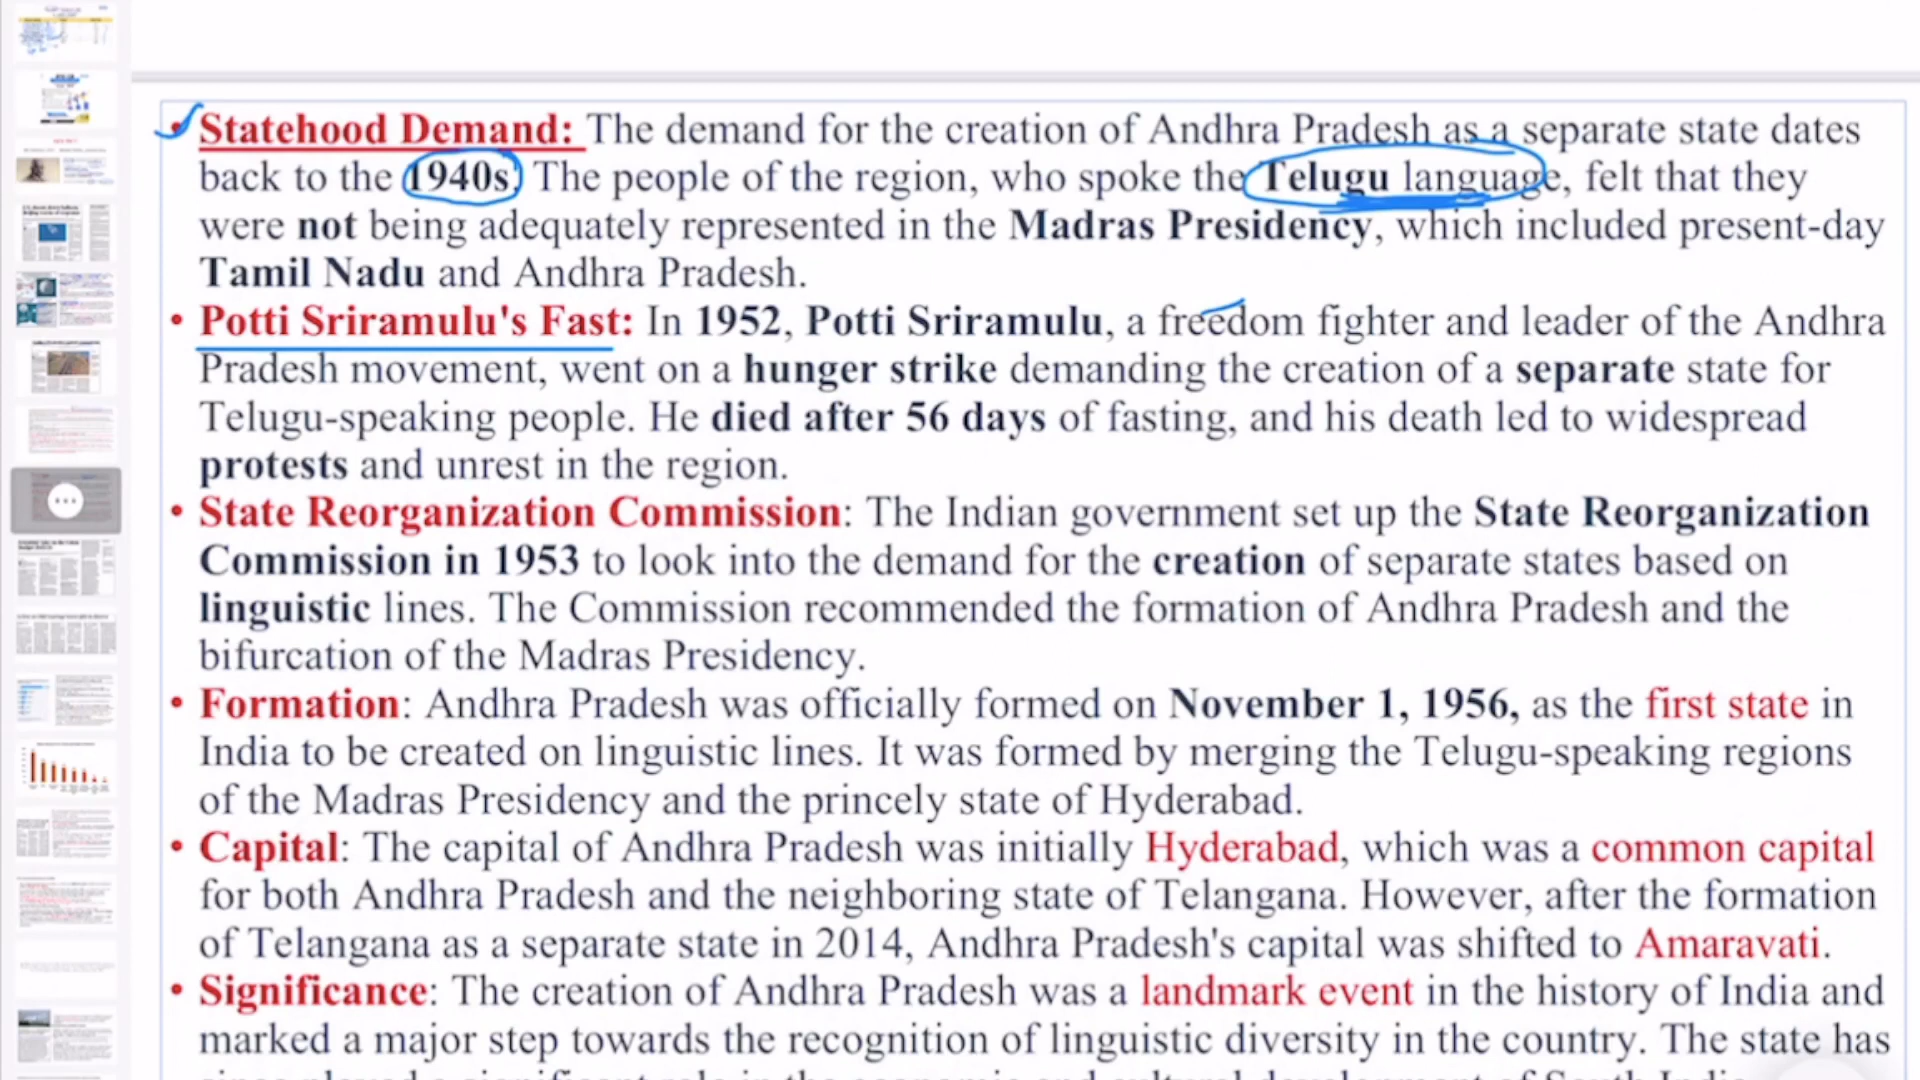 • Statehood Demand: The demand for the creation of Andhra Pradesh as a separate state dates
back to the 1940s. The people of the region, who spoke the Telugu language, felt that they
were not being adequately represented in the Madras Presidency, which included present-day
Tamil Nadu and Andhra Pradesh.
• Potti Sriramulu's Fast: In 1952, Potti Sriramulu, a freedom fighter and leader of the Andhra
Pradesh movement, went on a hunger strike demanding the creation of a separate state for
Telugu-speaking people. He died after 56 days of fasting, and his death led to widespread
protests and unrest in the region.
• State Reorganization Commission: The Indian government set up the State Reorganization
Commission in 1953 to look into the demand for the creation of separate states based on
linguistic lines. The Commission recommended the formation of Andhra Pradesh and the
bifurcation of the Madras Presidency.
• Formation: Andhra Pradesh was officially formed on November 1, 1956, as the first state in
India to be created on linguistic lines. It was formed by merging the Telugu-speaking regions
of the Madras Presidency and the princely state of Hyderabad.
• Capital: The capital of Andhra Pradesh was initially Hyderabad, which was a common capital
for both Andhra Pradesh and the neighboring state of Telangana. However, after the formation
of Telangana as a separate state in 2014, Andhra Pradesh's capital was shifted to Amaravati.
• Significance: The creation of Andhra Pradesh was a landmark event in the history of India and
marked a major step towards the recognition of linguistic diversity in the country. The state has